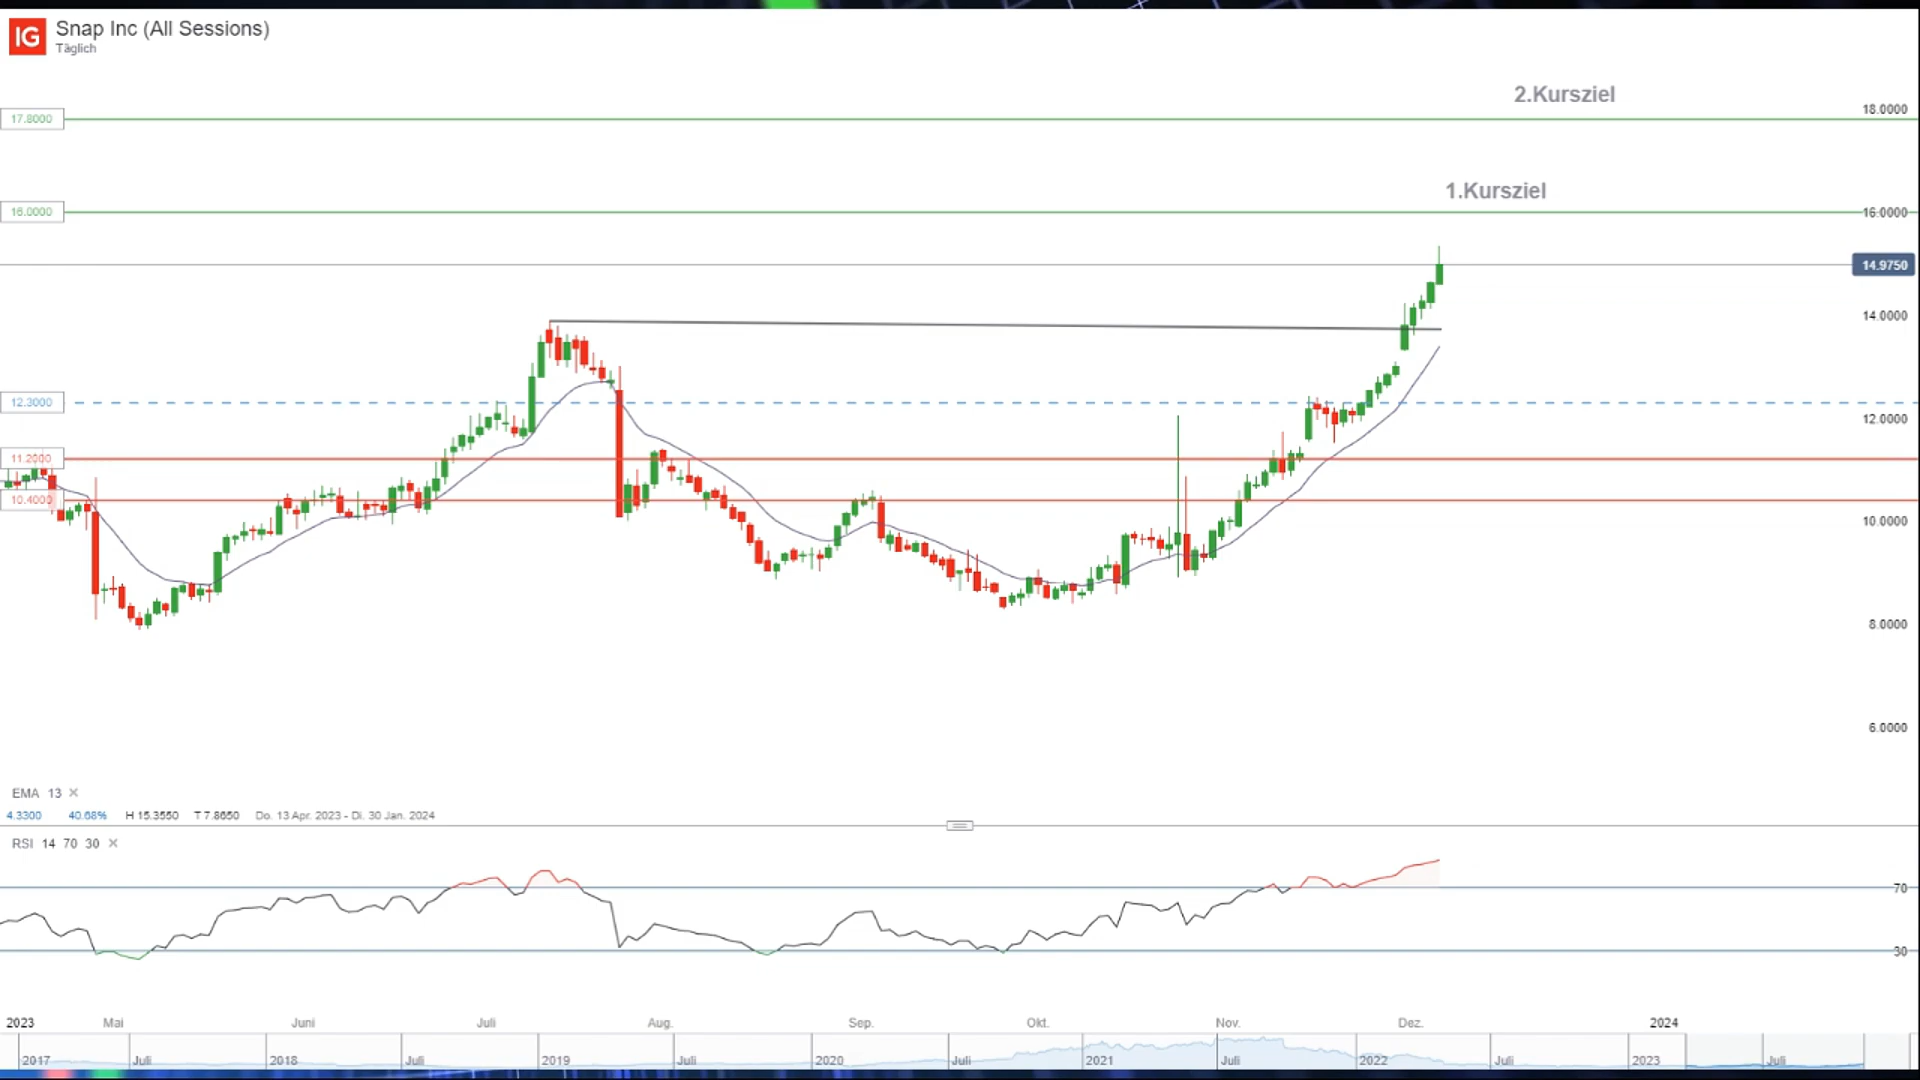 IG
Snap Inc (All Sessions)
Täglich
2.Kursziel
18.0000
17.8000
1.Kursziel
16.0000
16.0000
14.9750
14.0000
12.3000
12.0000
11.2000
10.4000
10.0000
8.0000
6.0000
EMA 13 ✕
4.3300 40.68% H 15.3550 T 7.8650 Do. 13 Apr. 2023 - Di. 30 Jan. 2024
RSI 14 70 30 ✕
70
30
2023 Mai Juni Juli Aug. Sep. Okt. Nov. Dez. 2024
2017 Juli 2018 Juli 2019 Juli 2020 Juli 2021 Juli 2022 Juli 2023 Juli